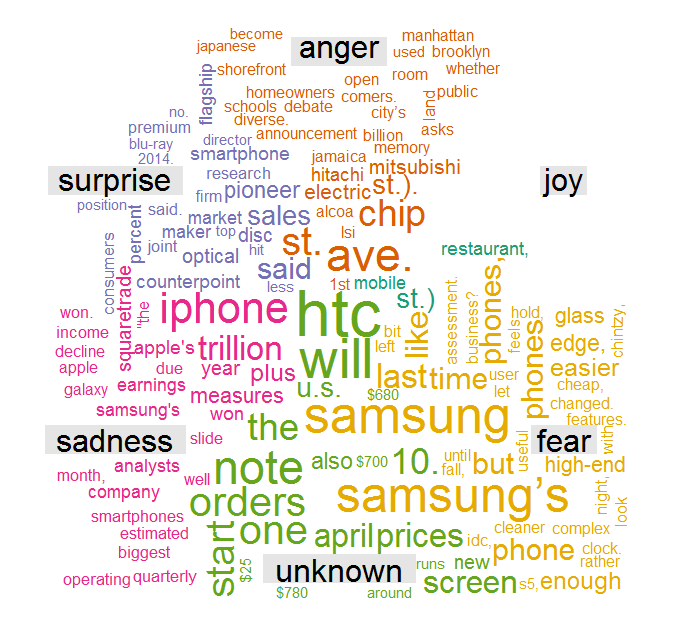 become
japanese
anger
manhattan
used brooklyn
whether
shorefront
flagship
open room
homeowners
comers. land public
schools debate
city's
diverse.
no.
premium
announcement billion asks
blu-ray
director
memory
2014.
smartphone jamaica
research hitachi mitsubishi
surprise
joy
firm pioneer electric st.).
position
said. market sales alcoa chip
percent
maker top disc
lsi
st. ave.
joint optical hit
restaurant,
consumers
counterpoint said
less 1st mobile
squaretrade
"the
iphone
htc
st.)
like
assessment.
business?
phones,
feels
hold,
glass
chintzy,
won.
income
bit
edge,
decline apple's trillion will left
apple
due year plus
last time user
phones
easier
let
cheap,
galaxy earnings measures u.s. $680
samsung's
won
samsung
changed.
features.
the
sadness
slide
fear
useful
with
month, analysts
well
note also $700 10. until but
fall,
high-end
company
orders
samsung's
night,
look
smartphones
estimated
start
one april prices idc, cleaner complex
biggest
phone clock.
rather
operating quarterly
$25
unknown
runs new
screen s5, enough
$780
around